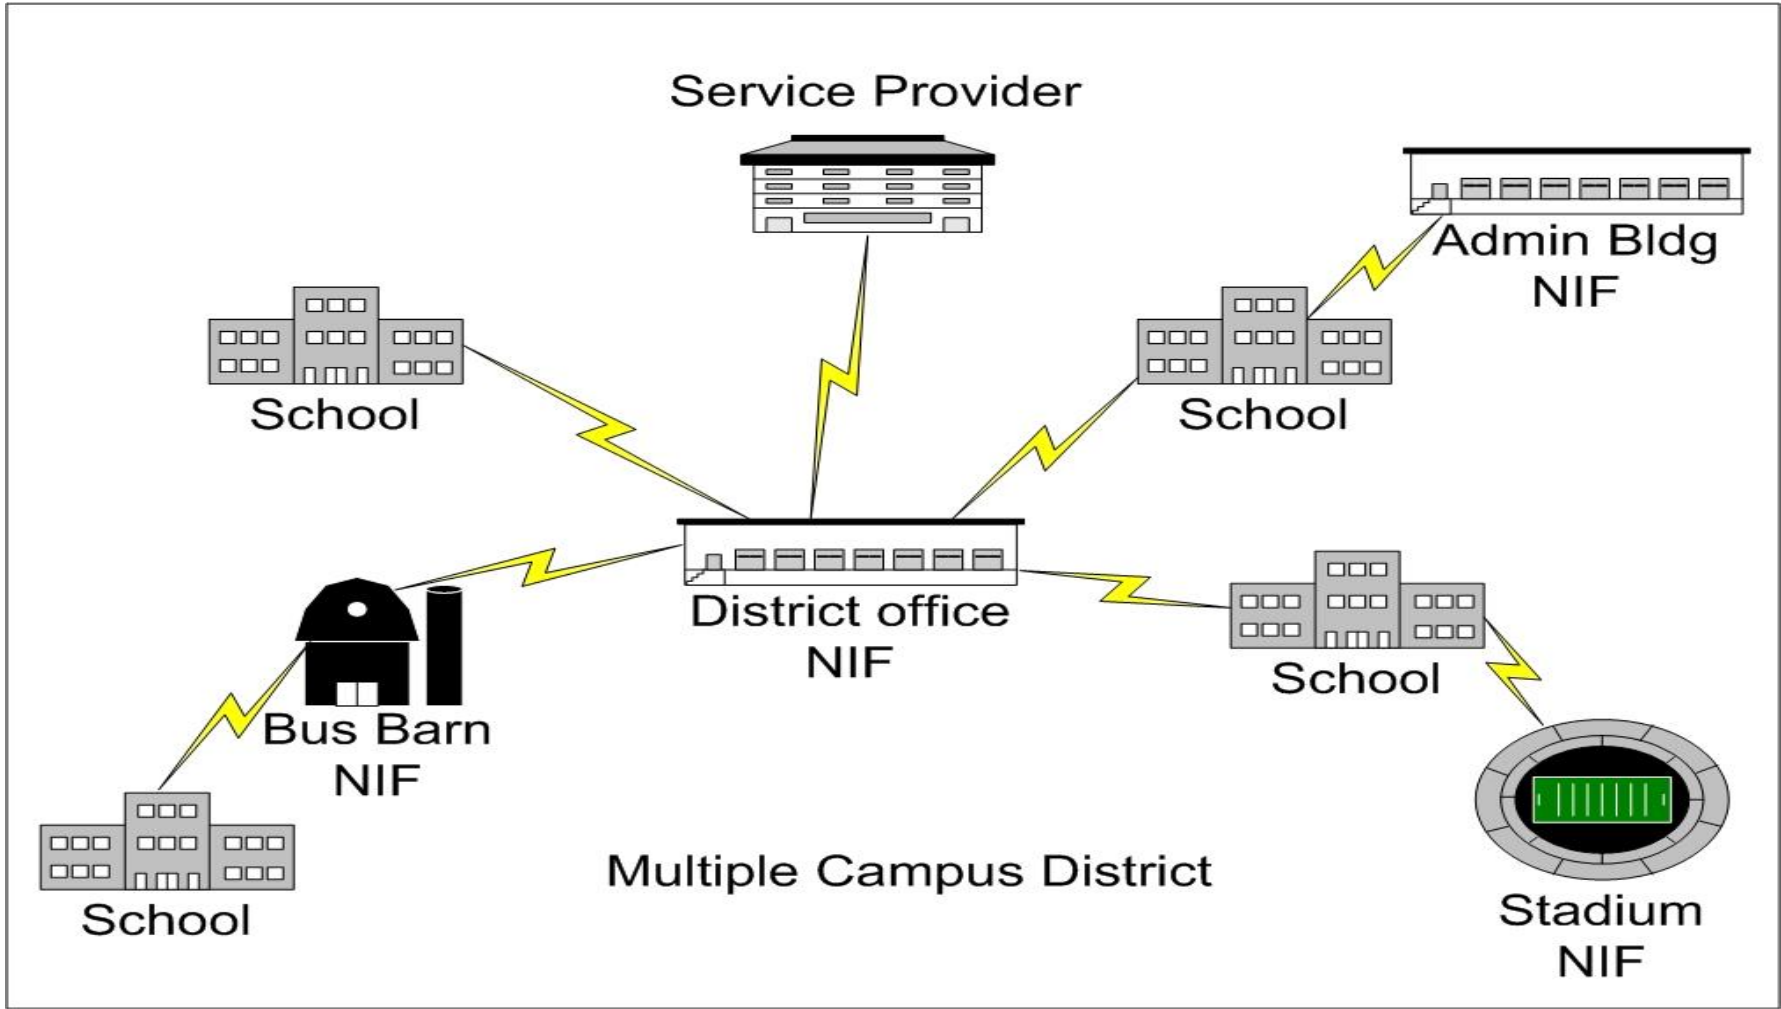 Service Provider
Admin Bldg
NIF
School
School
District office
NIF
School
Bus Barn
NIF
School
Multiple Campus District
Stadium
NIF